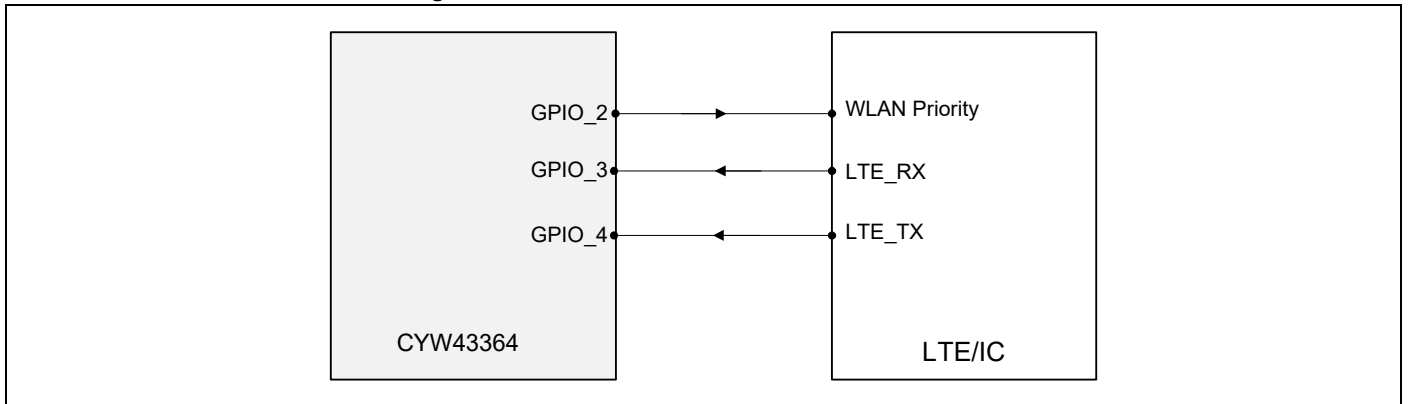 GPIO_2
WLAN Priority
GPIO_3
LTE_RX
GPIO_4
LTE_TX
CYW43364
LTE/IC